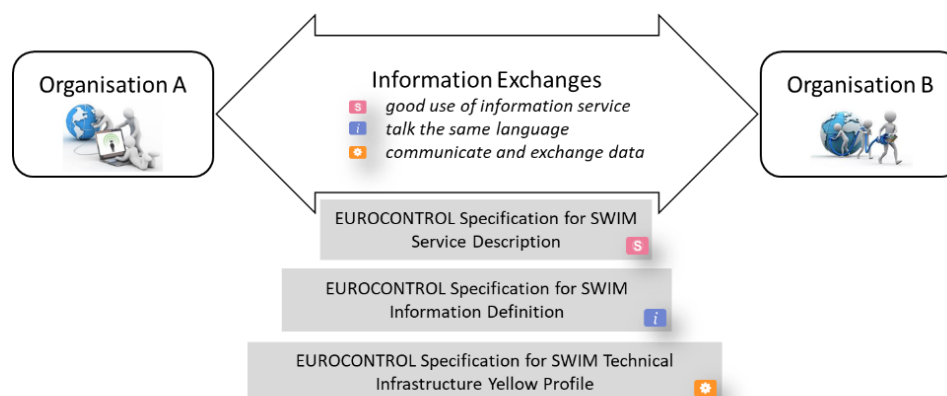 Organisation A
Information Exchanges
S good use of information service
i talk the same language
communicate and exchange data
Organisation B
EUROCONTROL Specification for SWIM
Service Description
S
EUROCONTROL Specification for SWIM
Information Definition
i
EUROCONTROL Specification for SWIM Technical
Infrastructure Yellow Profile